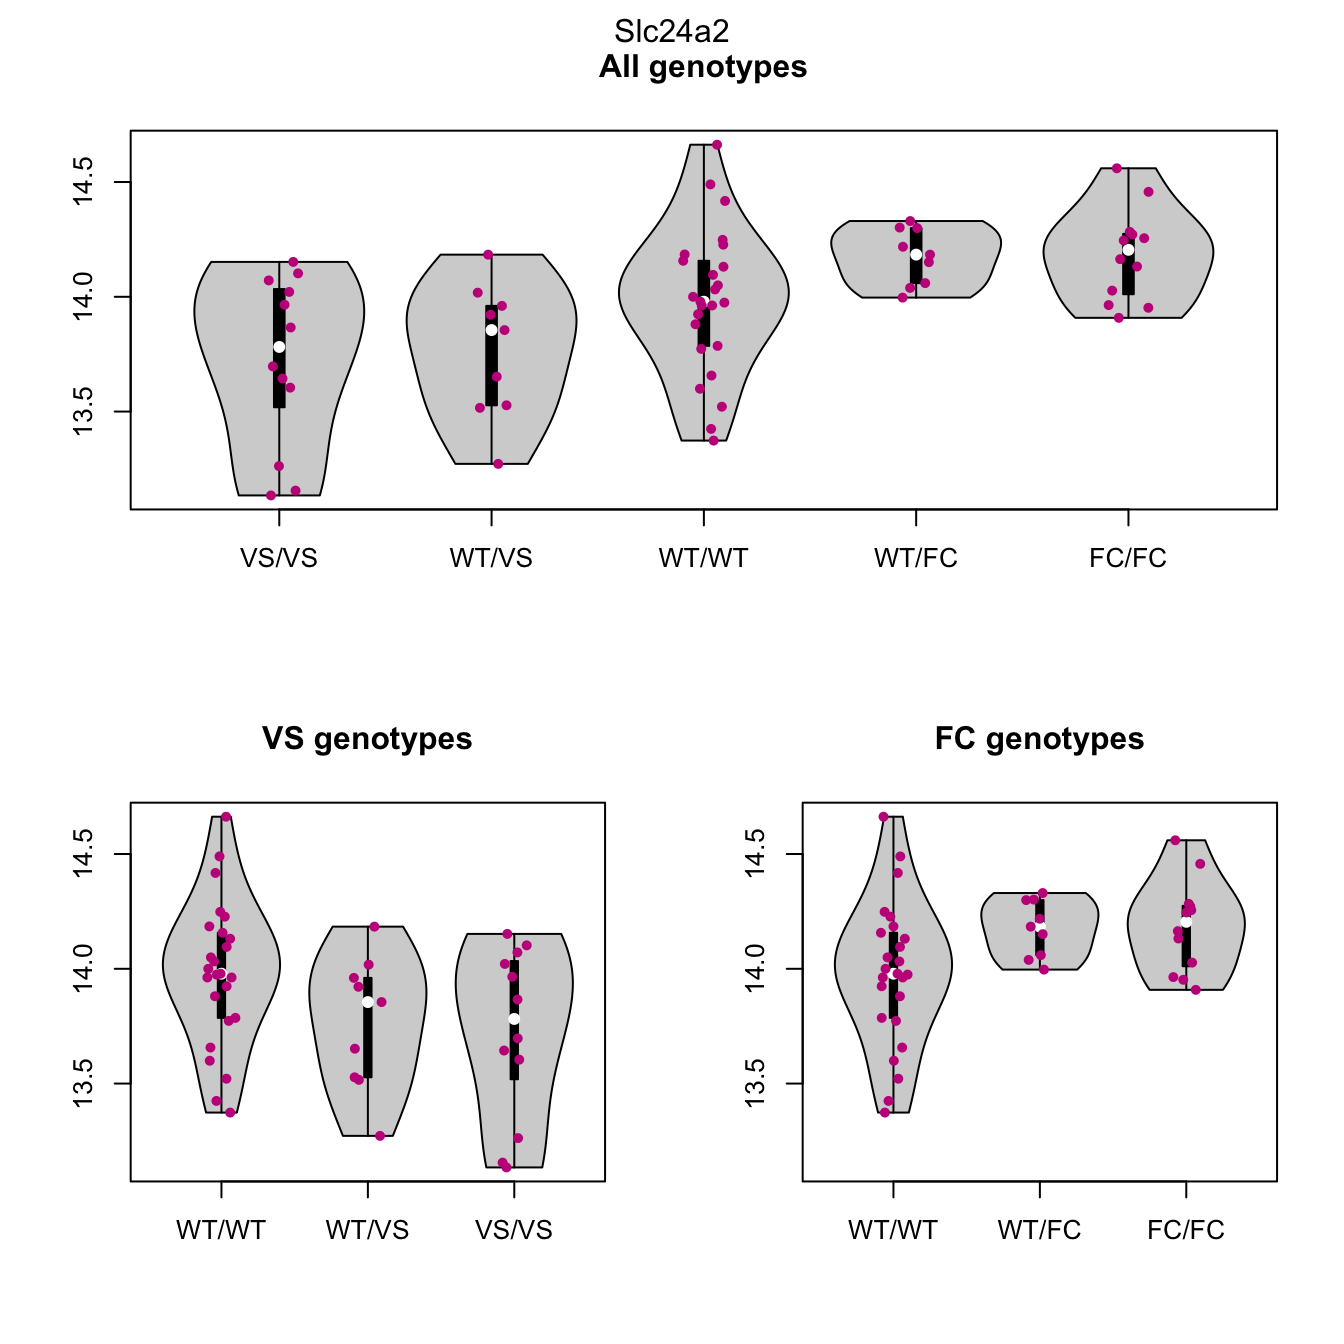 Slc24a2
All genotypes
14.5
14.0
13.5
VS/VS WT/VS WT/WT WT/FC FC/FC
VS genotypes
14.5
14.0
13.5
WT/WT WT/VS VS/VS
FC genotypes
14.5
14.0
13.5
WT/WT WT/FC FC/FC